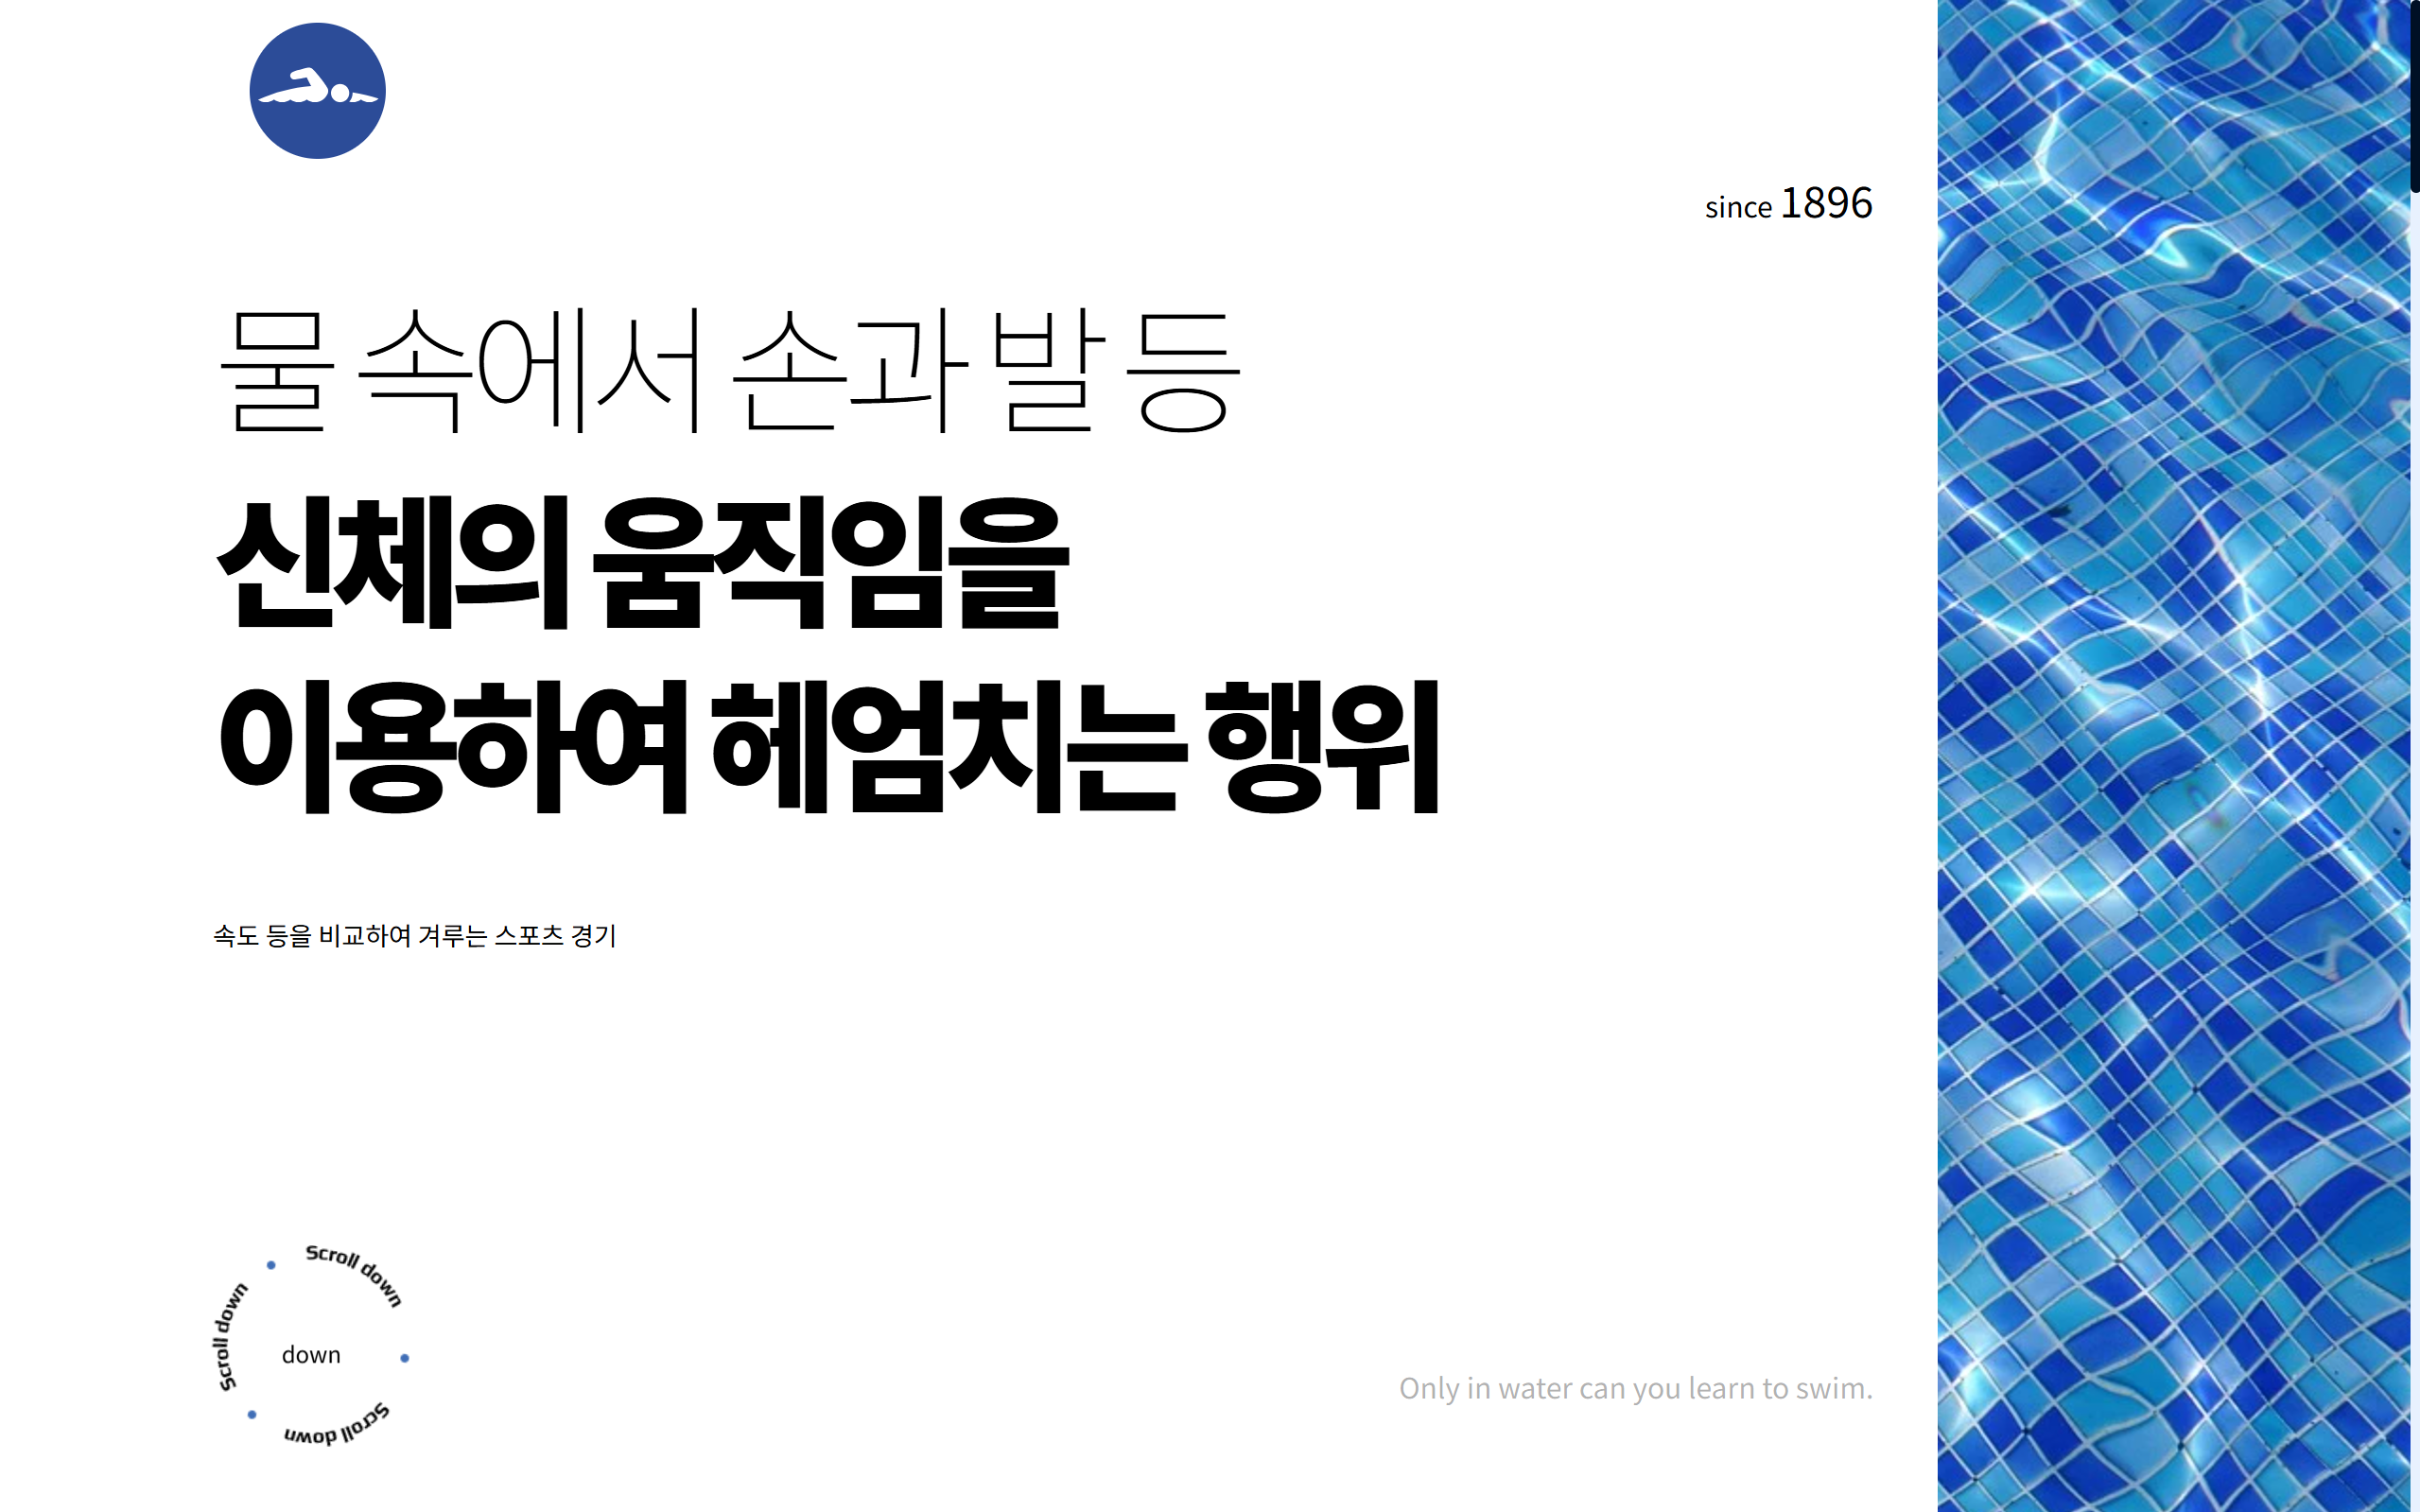 since 1896
물 속에서 손과 발 등
신체의 움직임을
이용하여 헤엄치는 행위
속도 등을 비교하여 겨루는 스포츠 경기
Scroll down
Scroll down
Scroll down
down
Only in water can you learn to swim.